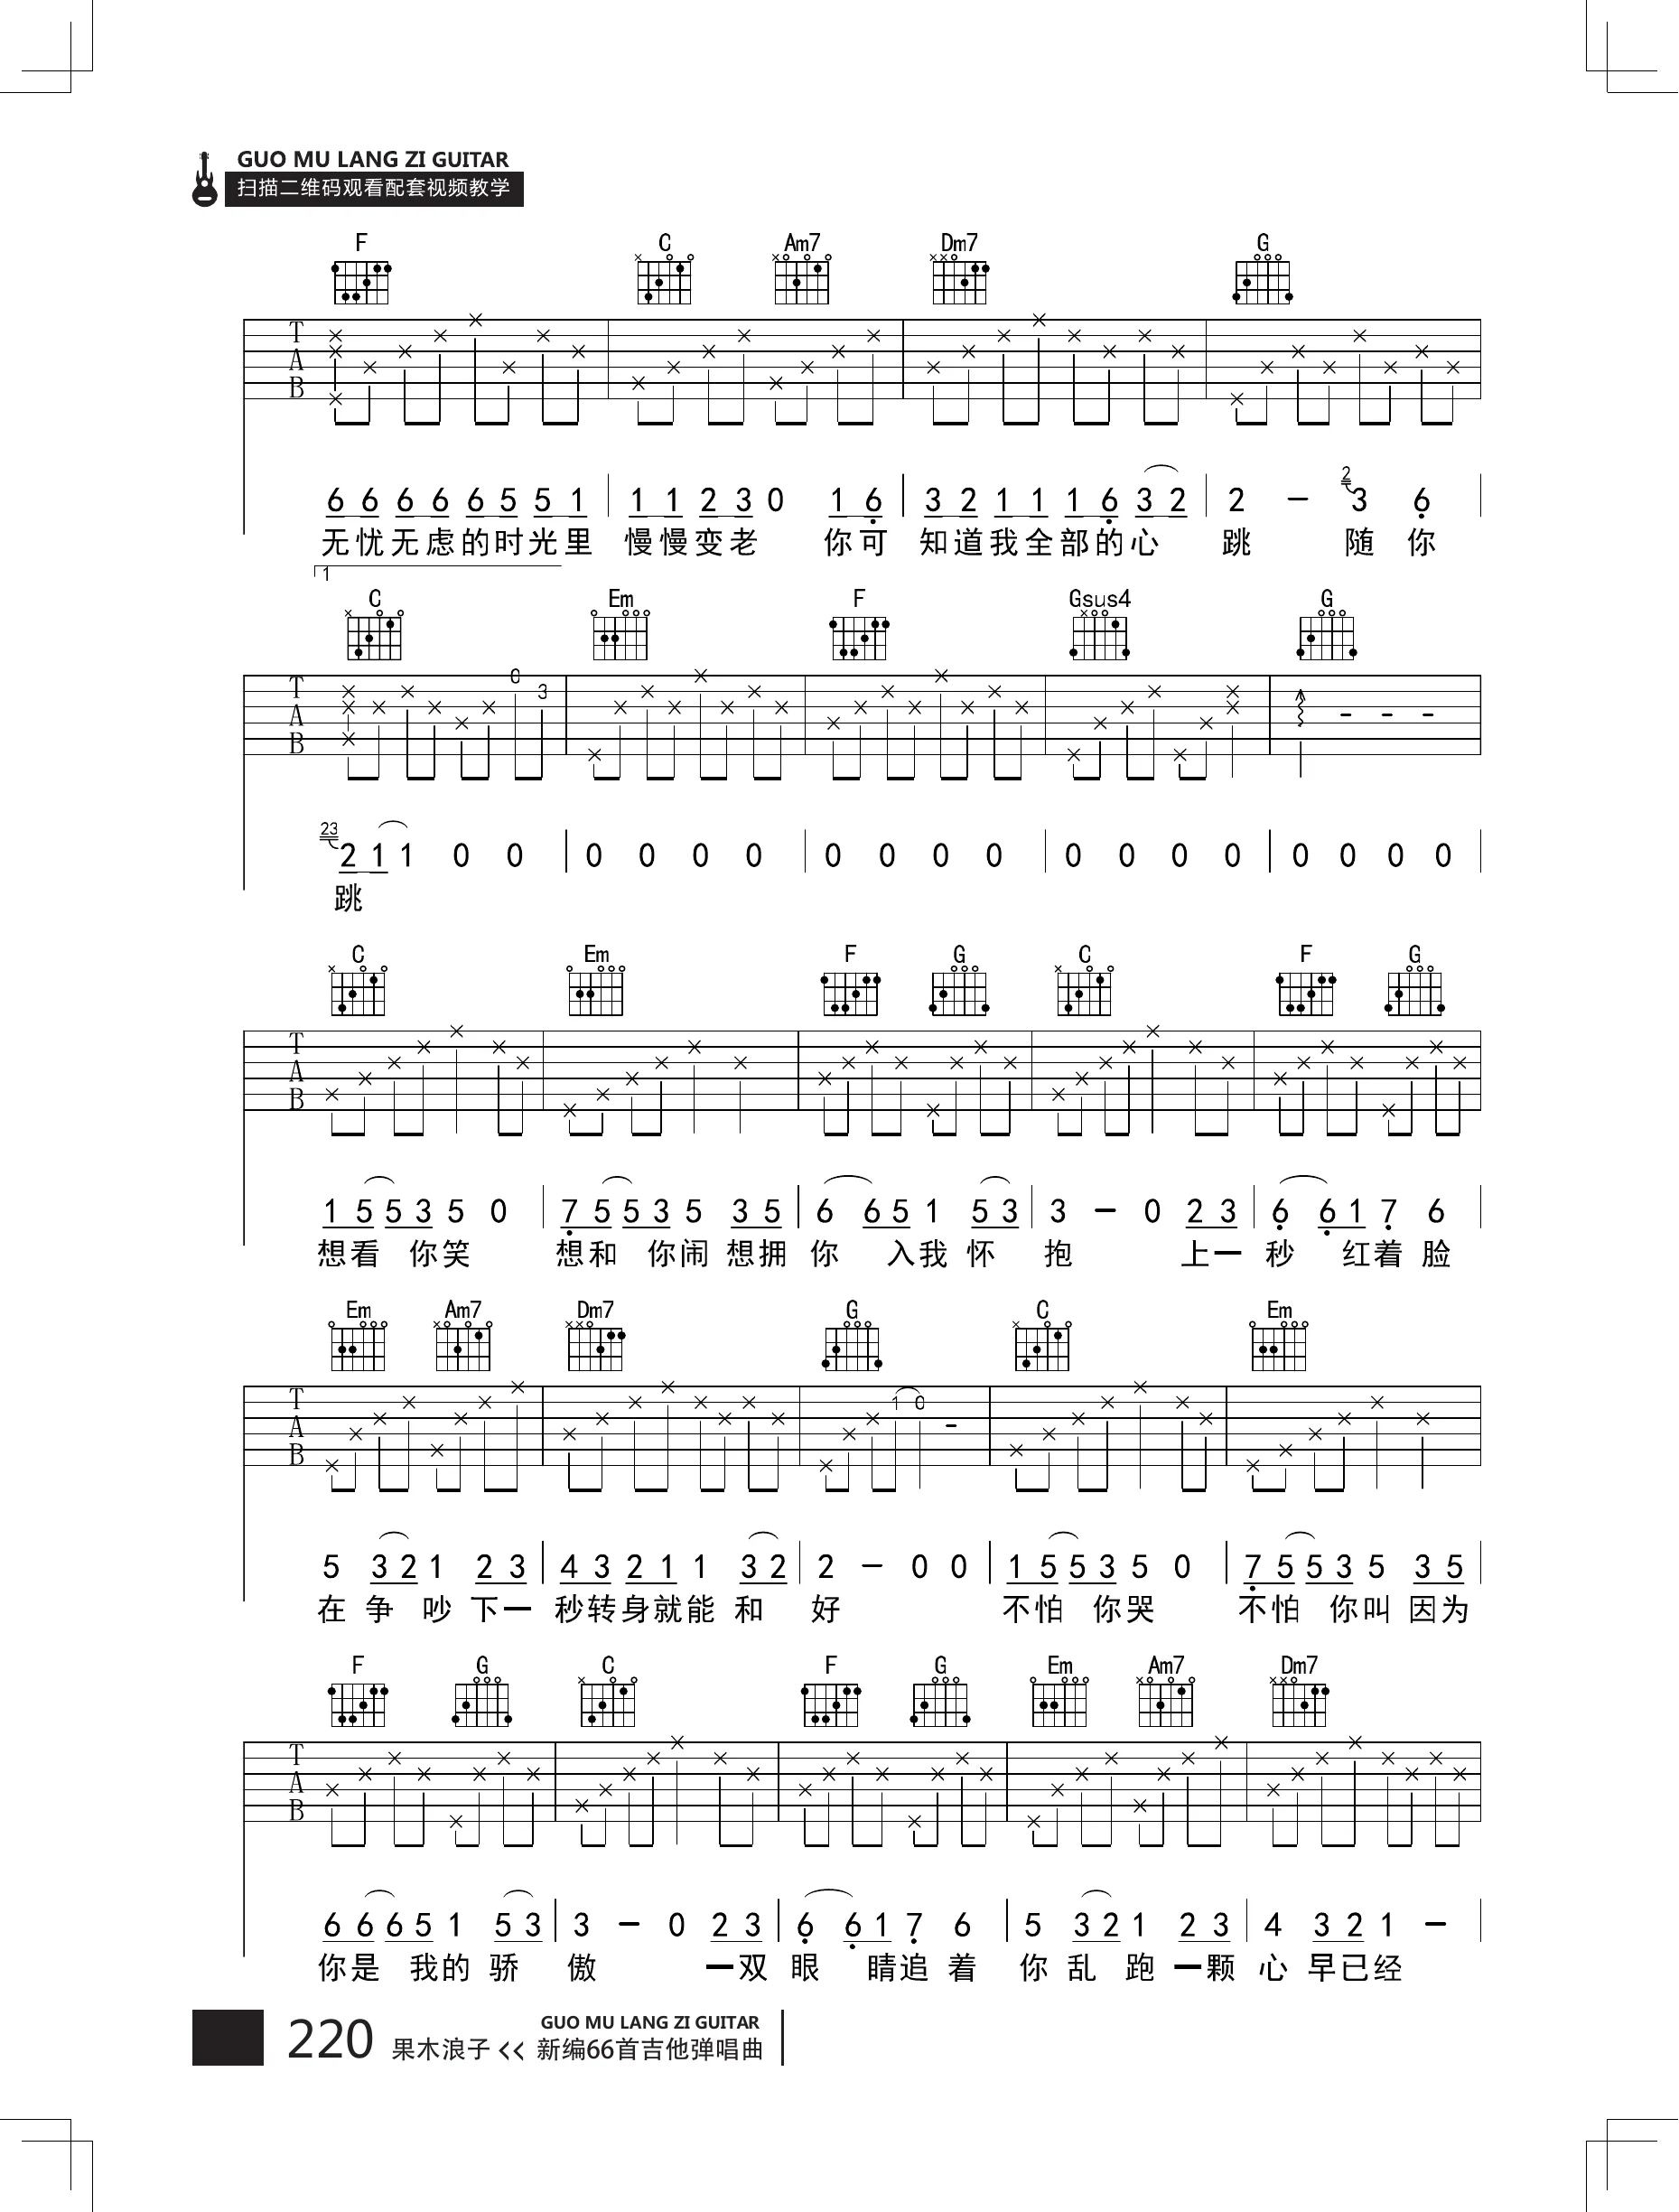 GUO MU LANG ZI GUITAR
扫描二维码观看配套视频教学
F C Am7 Dm7 G
T
A
B
6 6 6 6 6 5 5 1 1 1 2 3 0 1 6 3 2 1 1 1 6 3 2 2 － 2 3 6
无忧无虑的时光里 慢慢变老 你可 知道我全部的心 跳 随 你
1
C Em F Gsus4 G
T
A
B
0
3
23 2 1 1 0 0 0 0 0 0 0 0 0 0 0 0 0 0 0 0 0 0
跳
C Em F G C F G
T
A
B
1 5 5 3 5 0 7 5 5 3 5 3 5 6 6 5 1 5 3 3 － 0 2 3 6 6 1 7 6
想看 你笑 想和 你闹 想拥 你 入我 怀 抱 上一 秒 红着 脸
Em Am7 Dm7 G C Em
T
A
B
1 0
5 3 2 1 2 3 4 3 2 1 1 3 2 2 － 0 0 1 5 5 3 5 0 7 5 5 3 5 3 5
在 争 吵 下一 秒转身就能 和 好 不怕 你哭 不怕 你叫 因为
F G C F G Em Am7 Dm7
T
A
B
6 6 6 5 1 5 3 3 － 0 2 3 6 6 1 7 6 5 3 2 1 2 3 4 3 2 1 －
你是 我的 骄 傲 一双 眼 睛追 着 你 乱 跑 一颗 心 早已经
220 果木浪子 << GUO MU LANG ZI GUITAR
新编66首吉他弹唱曲